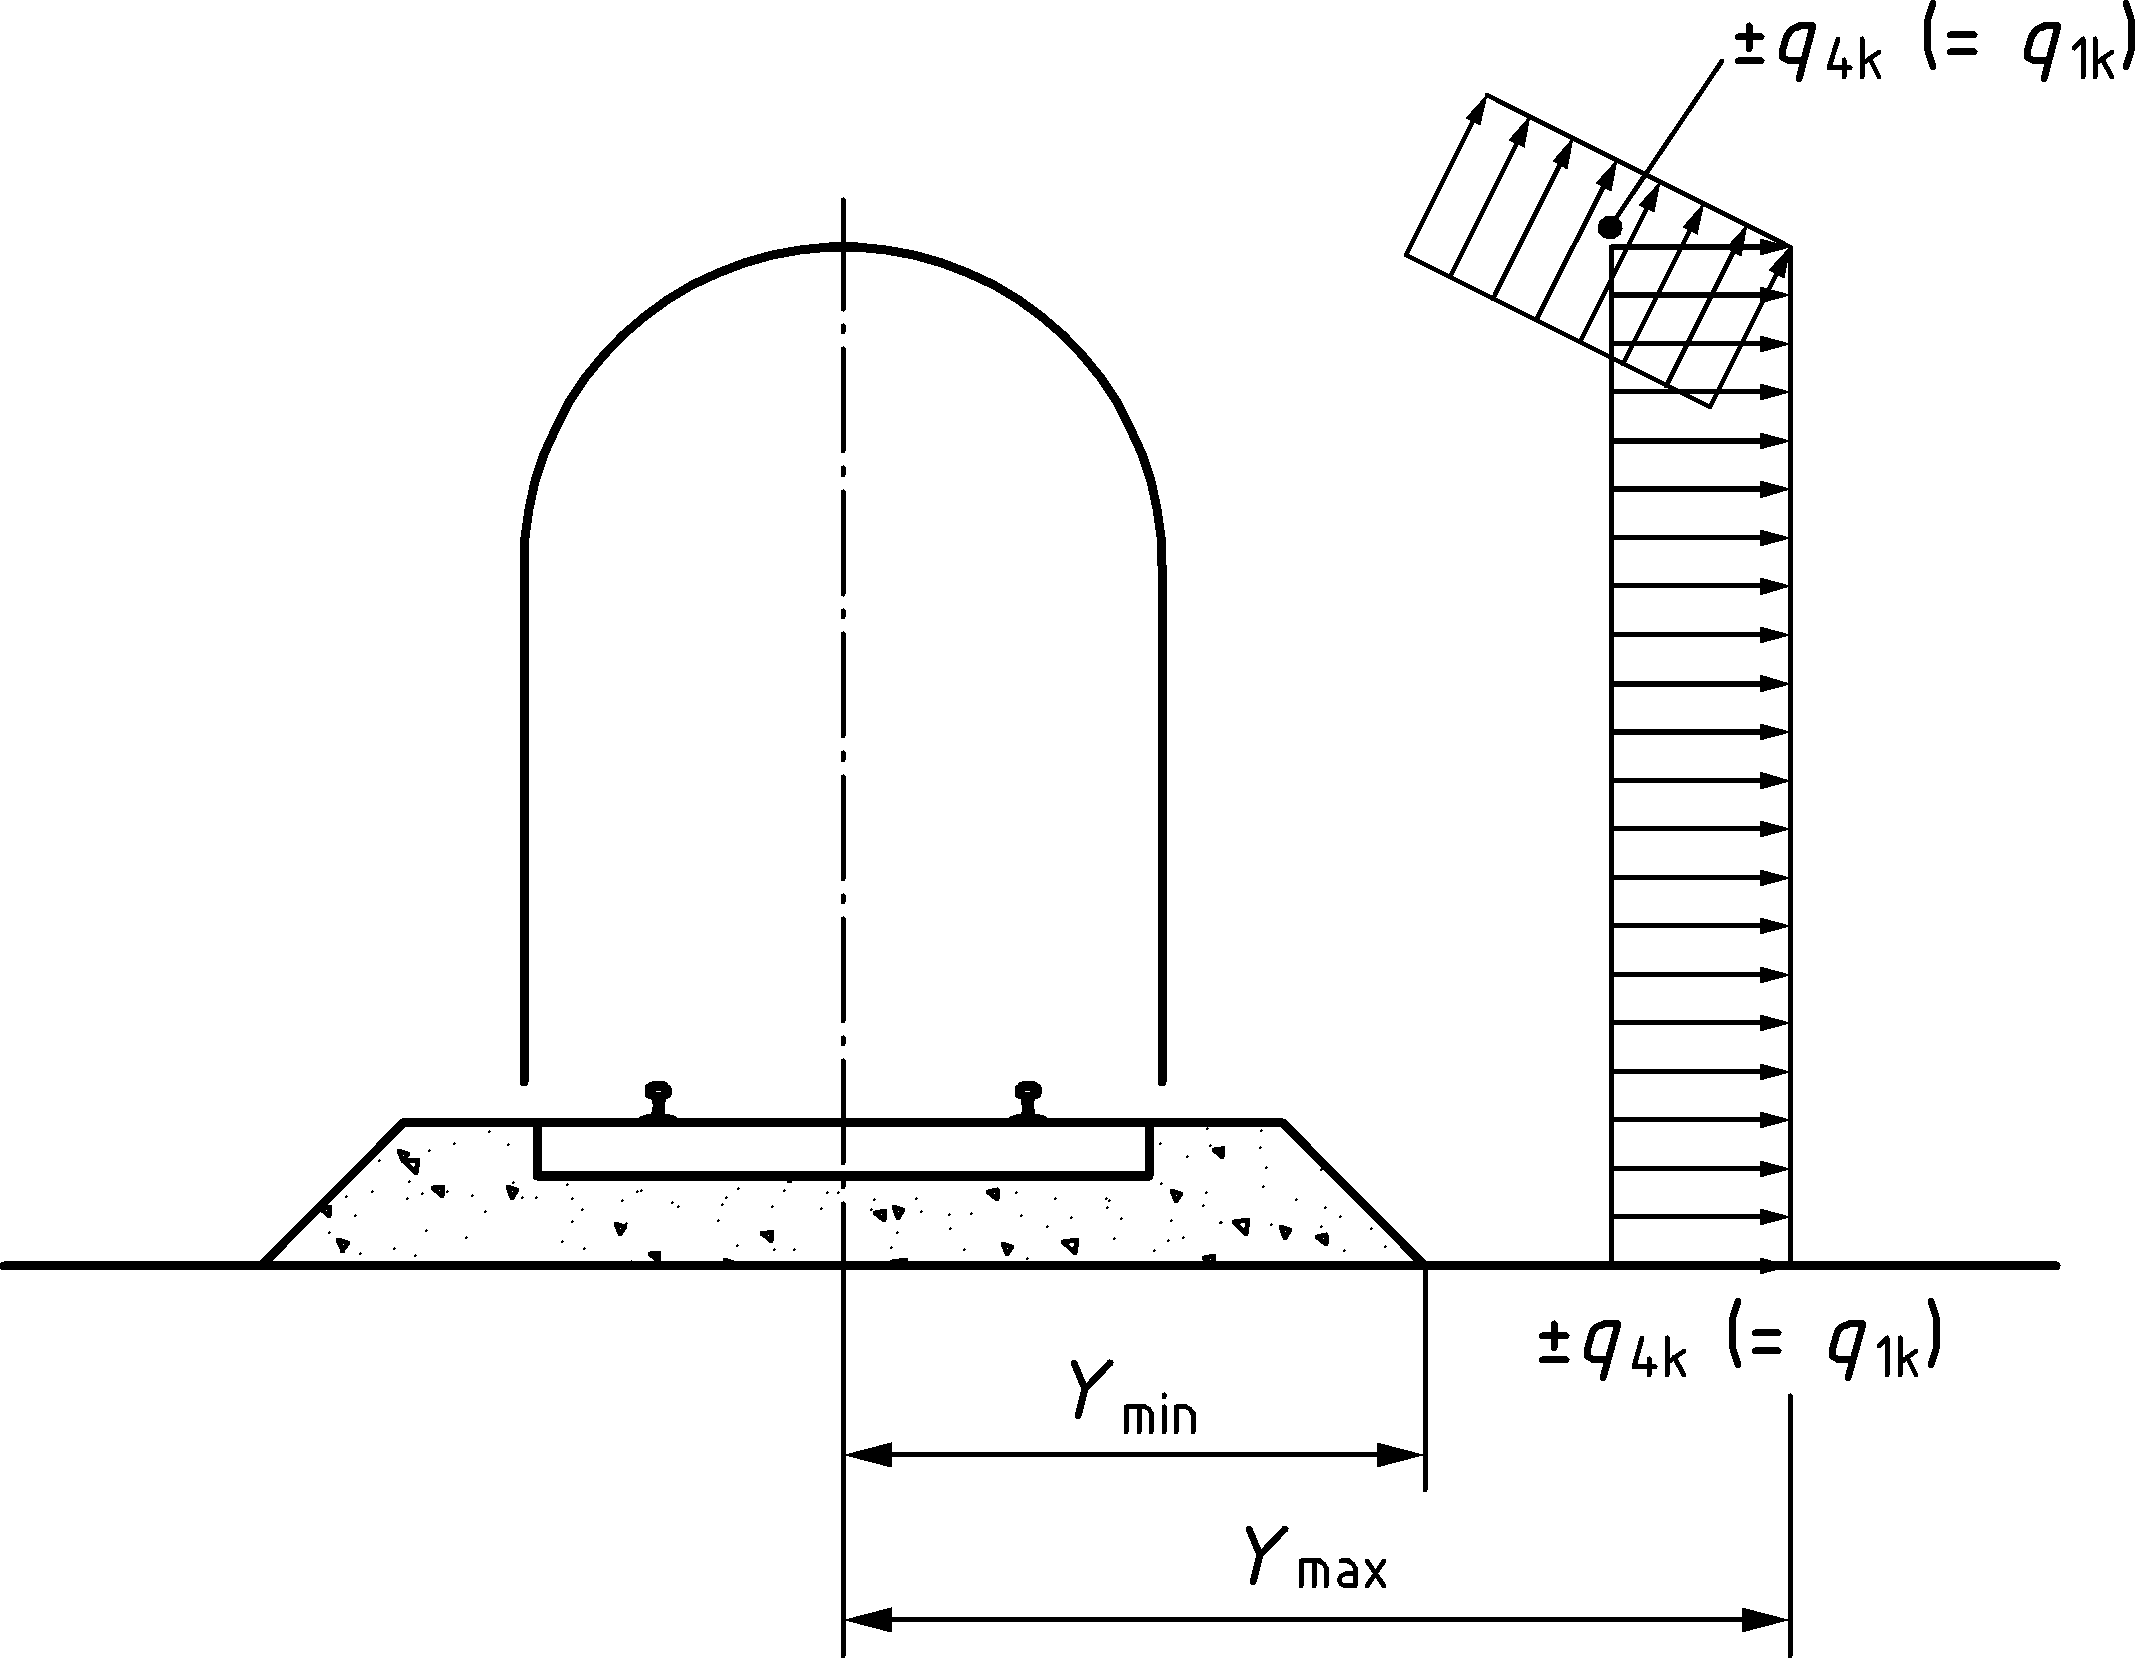 ±q4k (= q1k)
±q4k (= q1k)
Ymin
Ymax